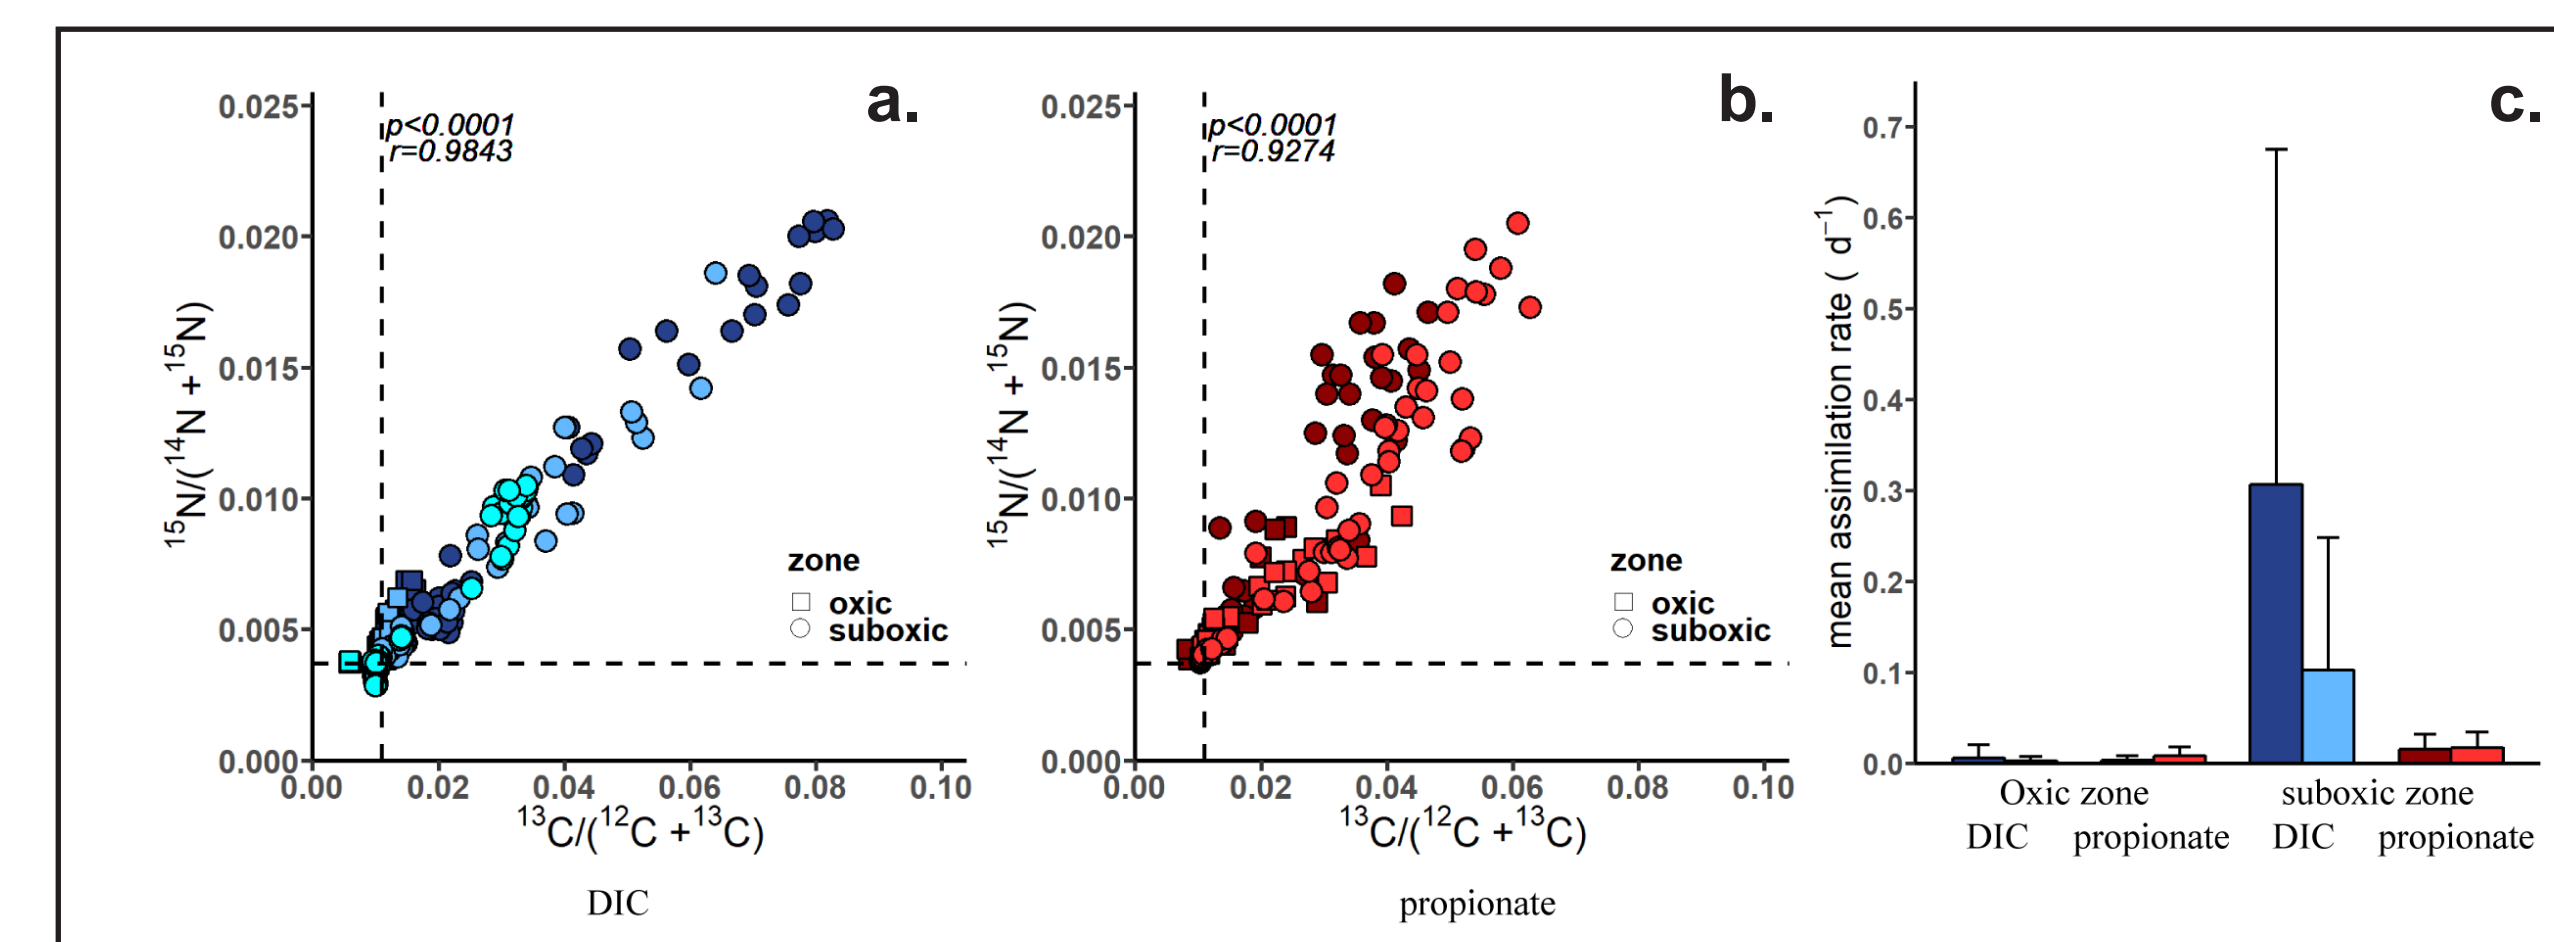 a.
p<0.0001
r=0.9843
0.025
0.020
0.015
0.010
0.005
0.000
¹⁵N/(¹⁴N + ¹⁵N)
zone
oxic
suboxic
0.00 0.02 0.04 0.06 0.08 0.10
¹³C/(¹²C + ¹³C)
DIC
b.
p<0.0001
r=0.9274
0.025
0.020
0.015
0.010
0.005
0.000
¹⁵N/(¹⁴N + ¹⁵N)
zone
oxic
suboxic
0.00 0.02 0.04 0.06 0.08 0.10
¹³C/(¹²C + ¹³C)
propionate
c.
0.7
0.6
0.5
0.4
0.3
0.2
0.1
0.0
mean assimilation rate ( d⁻¹)
Oxic zone suboxic zone
DIC propionate DIC propionate